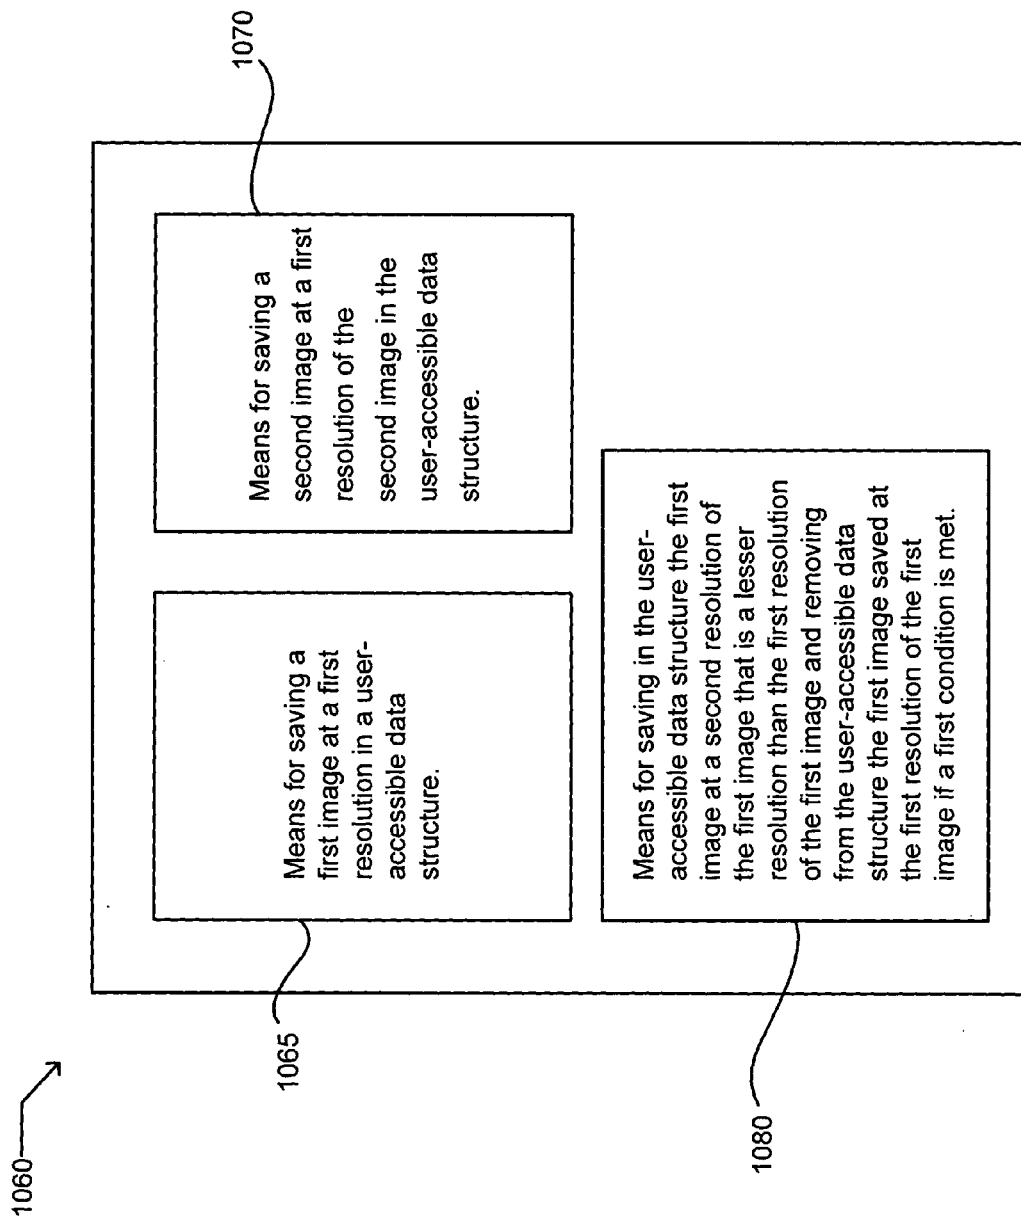 1060
1065
Means for saving a
first image at a first
resolution in a user-
accessible data
structure.
1070
Means for saving a
second image at a first
resolution of the
second image in the
user-accessible data
structure.
1080
Means for saving in the user-
accessible data structure the first
image at a second resolution of
the first image that is a lesser
resolution than the first resolution
of the first image and removing
from the user-accessible data
structure the first image saved at
the first resolution of the first
image if a first condition is met.